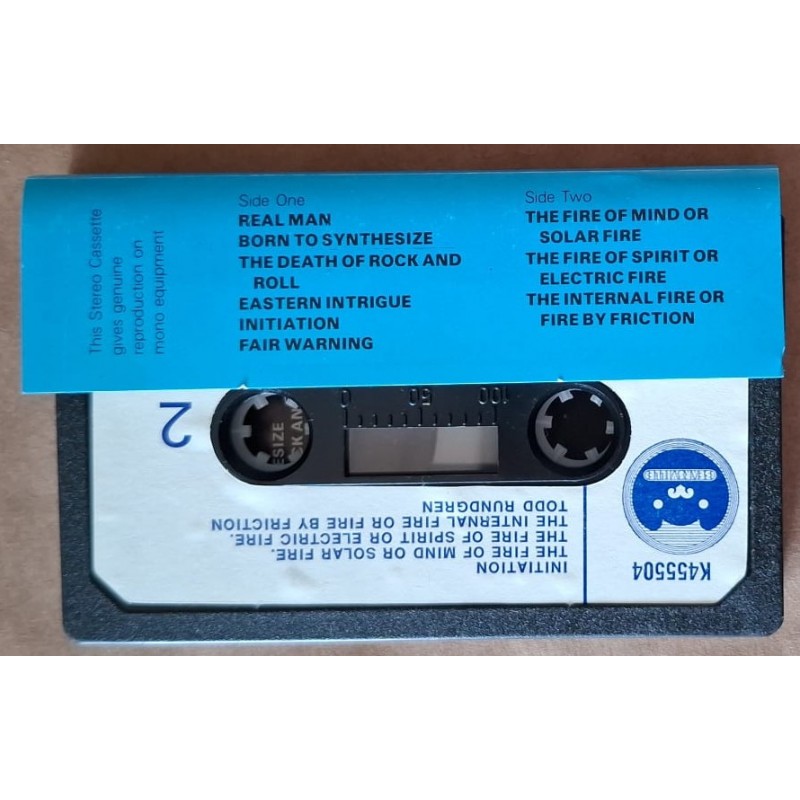 This Stereo Cassette
gives genuine
reproduction on
mono equipment
Side One
REAL MAN
BORN TO SYNTHESIZE
THE DEATH OF ROCK AND
ROLL
EASTERN INTRIGUE
INITIATION
FAIR WARNING
Side Two
THE FIRE OF MIND OR
SOLAR FIRE
THE FIRE OF SPIRIT OR
ELECTRIC FIRE
THE INTERNAL FIRE OR
FIRE BY FRICTION
2
0 50 100
ESIZE
CK AN
BEARSVILLE
K455504
INITIATION
THE FIRE OF MIND OR SOLAR FIRE.
THE FIRE OF SPIRIT OR ELECTRIC FIRE.
THE INTERNAL FIRE OR FIRE BY FRICTION
TODD RUNDGREN